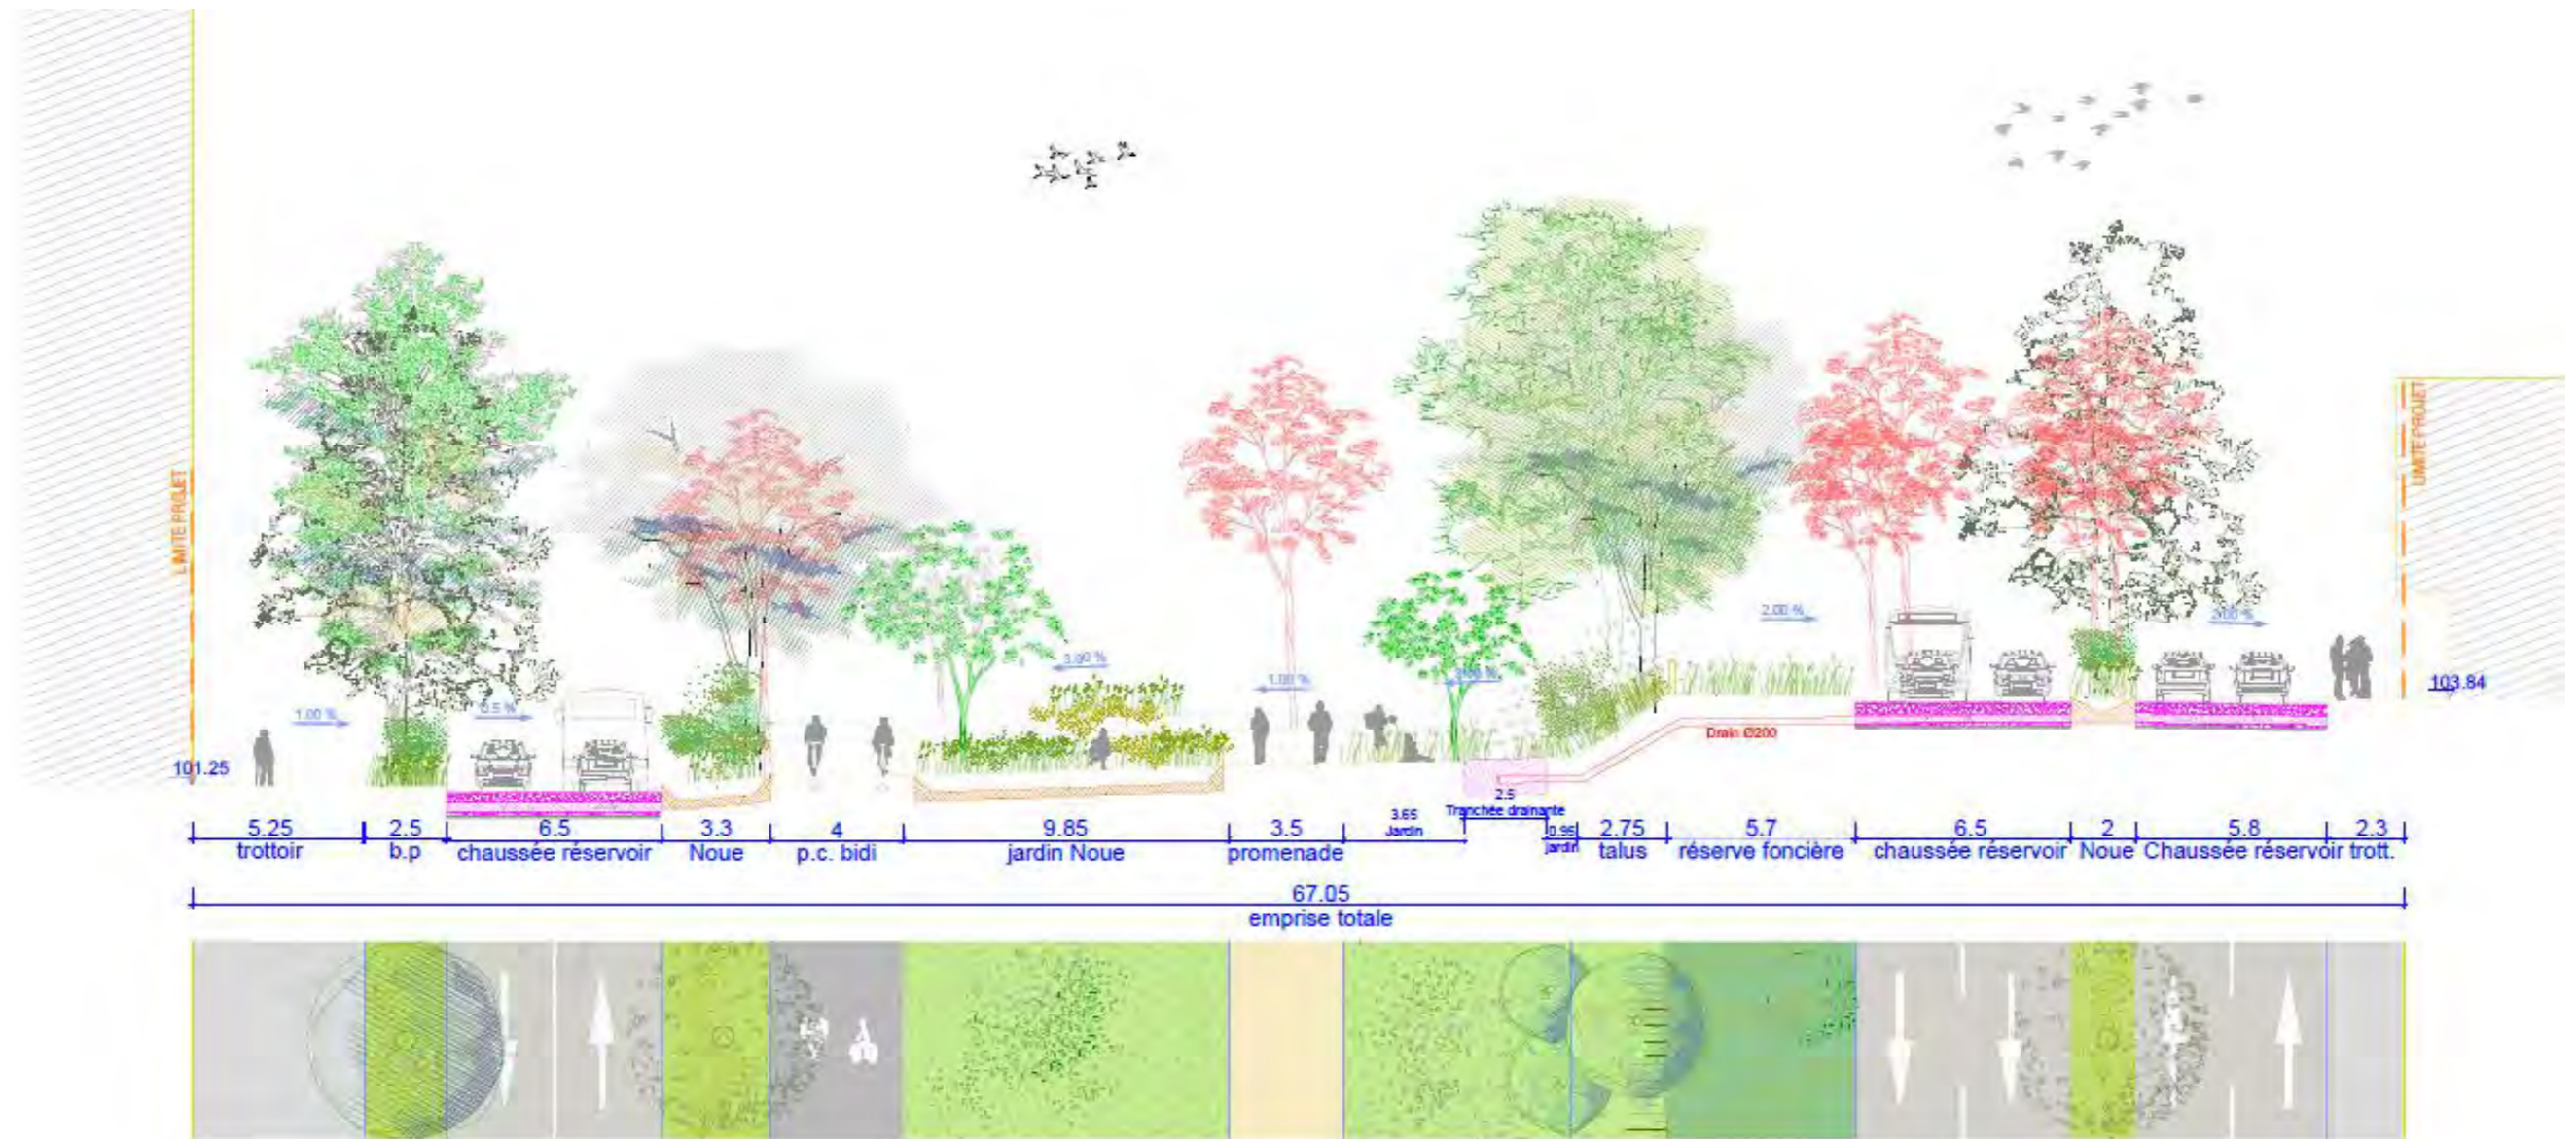 LIMITE PROJET
LIMITE PROJET
2.00 %
3.00 %
1.00 %
103.84
1.00 %
0.5 %
Drain Ø200
101.25
2.5
Tranchée drainante
3.65
Jardin
0.95
jardin
5.25 2.5 6.5 3.3 4 9.85 3.5 2.75 5.7 6.5 2 5.8 2.3
trottoir b.p chaussée réservoir Noue p.c. bidi jardin Noue promenade talus réserve foncière chaussée réservoir Noue Chaussée réservoir trott.
67.05
emprise totale